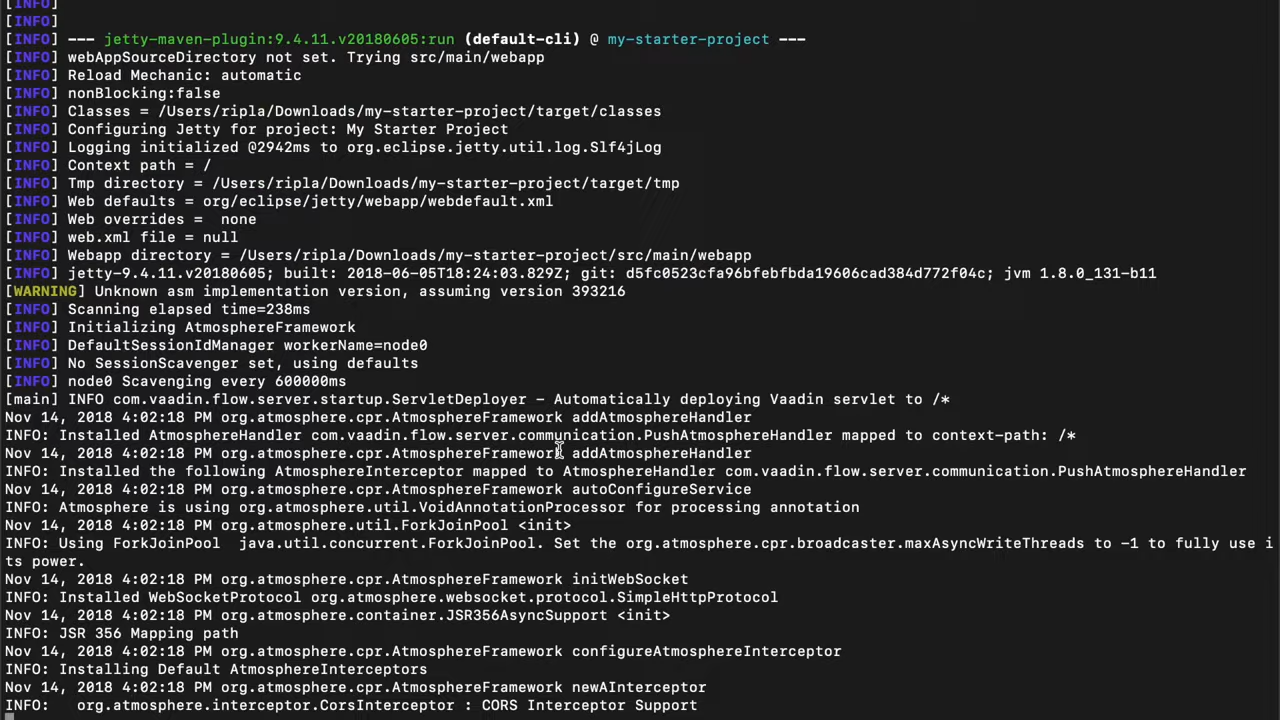 [INFO]
[INFO]
[INFO] --- jetty-maven-plugin:9.4.11.v20180605:run (default-cli) @ my-starter-project ---
[INFO] webAppSourceDirectory not set. Trying src/main/webapp
[INFO] Reload Mechanic: automatic
[INFO] nonBlocking:false
[INFO] Classes = /Users/ripla/Downloads/my-starter-project/target/classes
[INFO] Configuring Jetty for project: My Starter Project
[INFO] Logging initialized @2942ms to org.eclipse.jetty.util.log.Slf4jLog
[INFO] Context path = /
[INFO] Tmp directory = /Users/ripla/Downloads/my-starter-project/target/tmp
[INFO] Web defaults = org/eclipse/jetty/webapp/webdefault.xml
[INFO] Web overrides =  none
[INFO] web.xml file = null
[INFO] Webapp directory = /Users/ripla/Downloads/my-starter-project/src/main/webapp
[INFO] jetty-9.4.11.v20180605; built: 2018-06-05T18:24:03.829Z; git: d5fc0523cfa96bfebfbda19606cad384d772f04c; jvm 1.8.0_131-b11
[WARNING] Unknown asm implementation version, assuming version 393216
[INFO] Scanning elapsed time=238ms
[INFO] Initializing AtmosphereFramework
[INFO] DefaultSessionIdManager workerName=node0
[INFO] No SessionScavenger set, using defaults
[INFO] node0 Scavenging every 600000ms
[main] INFO com.vaadin.flow.server.startup.ServletDeployer - Automatically deploying Vaadin servlet to /*
Nov 14, 2018 4:02:18 PM org.atmosphere.cpr.AtmosphereFramework addAtmosphereHandler
INFO: Installed AtmosphereHandler com.vaadin.flow.server.communication.PushAtmosphereHandler mapped to context-path: /*
Nov 14, 2018 4:02:18 PM org.atmosphere.cpr.AtmosphereFramework addAtmosphereHandler
INFO: Installed the following AtmosphereInterceptor mapped to AtmosphereHandler com.vaadin.flow.server.communication.PushAtmosphereHandler
Nov 14, 2018 4:02:18 PM org.atmosphere.cpr.AtmosphereFramework autoConfigureService
INFO: Atmosphere is using org.atmosphere.util.VoidAnnotationProcessor for processing annotation
Nov 14, 2018 4:02:18 PM org.atmosphere.util.ForkJoinPool <init>
INFO: Using ForkJoinPool  java.util.concurrent.ForkJoinPool. Set the org.atmosphere.cpr.broadcaster.maxAsyncWriteThreads to -1 to fully use i
ts power.
Nov 14, 2018 4:02:18 PM org.atmosphere.cpr.AtmosphereFramework initWebSocket
INFO: Installed WebSocketProtocol org.atmosphere.websocket.protocol.SimpleHttpProtocol
Nov 14, 2018 4:02:18 PM org.atmosphere.container.JSR356AsyncSupport <init>
INFO: JSR 356 Mapping path
Nov 14, 2018 4:02:18 PM org.atmosphere.cpr.AtmosphereFramework configureAtmosphereInterceptor
INFO: Installing Default AtmosphereInterceptors
Nov 14, 2018 4:02:18 PM org.atmosphere.cpr.AtmosphereFramework newAInterceptor
INFO:   org.atmosphere.interceptor.CorsInterceptor : CORS Interceptor Support